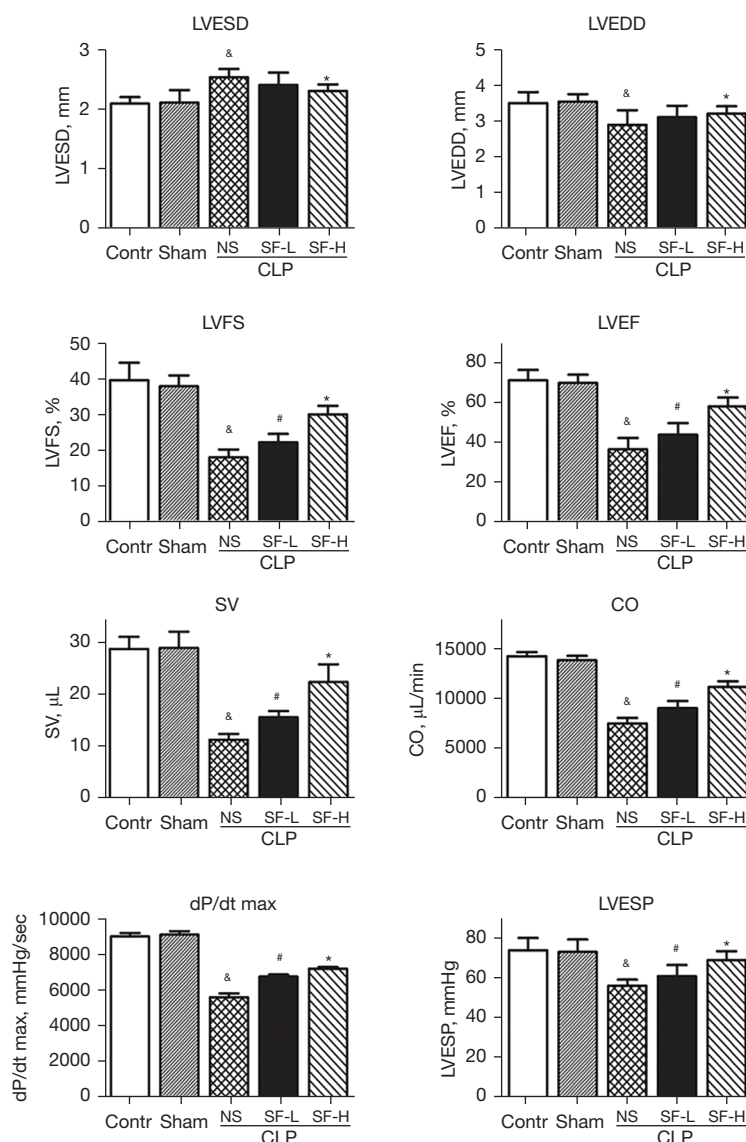 LVESD
LVESD, mm
3
2
1
0
&
*
Contr Sham NS SF-L SF-H
CLP
LVEDD
LVEDD, mm
5
4
3
2
1
0
&
*
Contr Sham NS SF-L SF-H
CLP
LVFS
LVFS, %
50
40
30
20
10
0
&
#
*
Contr Sham NS SF-L SF-H
CLP
LVEF
LVEF, %
80
60
40
20
0
&
#
*
Contr Sham NS SF-L SF-H
CLP
SV
SV, µL
30
20
10
0
&
#
*
Contr Sham NS SF-L SF-H
CLP
CO
CO, µL/min
15000
10000
5000
0
&
#
*
Contr Sham NS SF-L SF-H
CLP
dP/dt max
dP/dt max, mmHg/sec
10000
8000
6000
4000
2000
0
&
#
*
Contr Sham NS SF-L SF-H
CLP
LVESP
LVESP, mmHg
80
60
40
20
0
&
#
*
Contr Sham NS SF-L SF-H
CLP